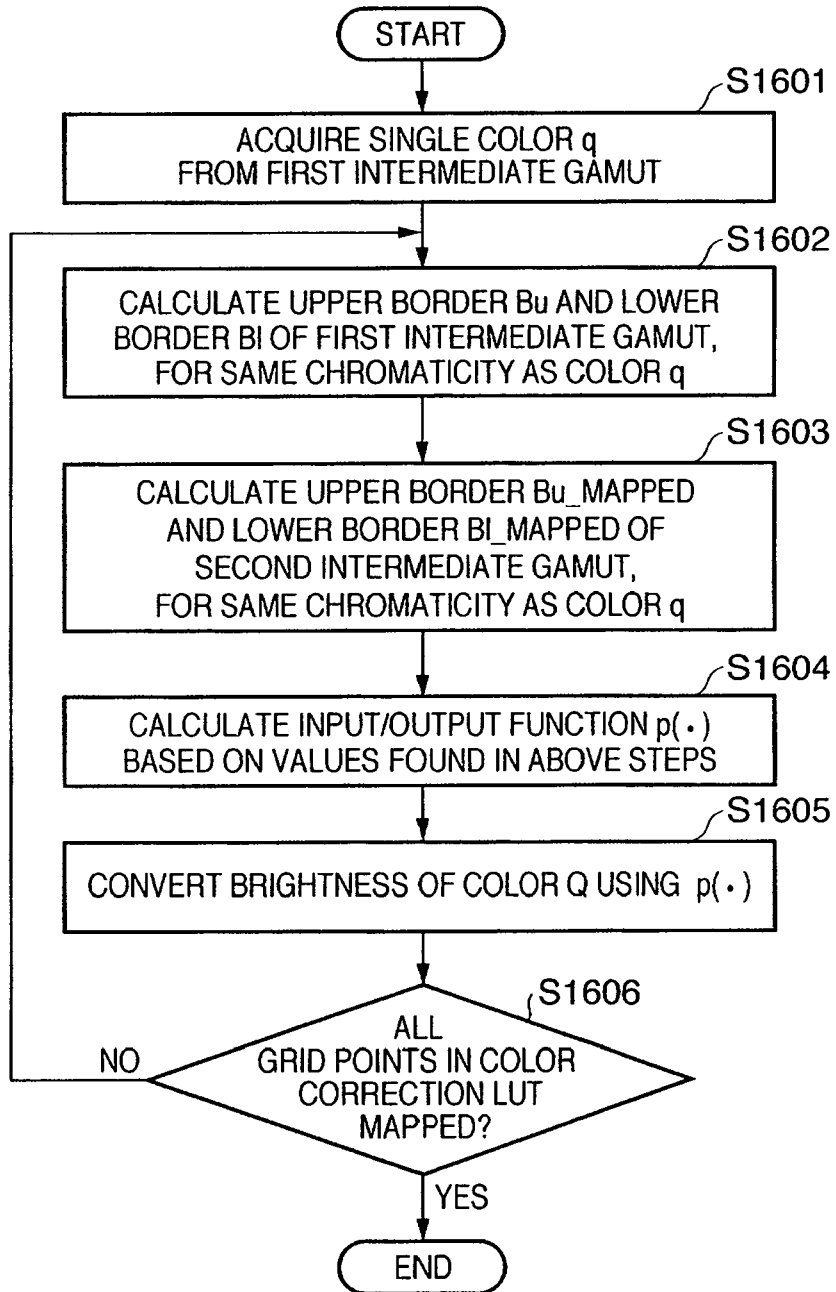 START
S1601
ACQUIRE SINGLE COLOR q
FROM FIRST INTERMEDIATE GAMUT
S1602
CALCULATE UPPER BORDER Bu AND LOWER
BORDER Bl OF FIRST INTERMEDIATE GAMUT,
FOR SAME CHROMATICITY AS COLOR q
S1603
CALCULATE UPPER BORDER Bu_MAPPED
AND LOWER BORDER Bl_MAPPED OF
SECOND INTERMEDIATE GAMUT,
FOR SAME CHROMATICITY AS COLOR q
S1604
CALCULATE INPUT/OUTPUT FUNCTION p(·)
BASED ON VALUES FOUND IN ABOVE STEPS
S1605
CONVERT BRIGHTNESS OF COLOR Q USING p(·)
S1606
ALL
GRID POINTS IN COLOR
CORRECTION LUT
MAPPED?
NO
YES
END